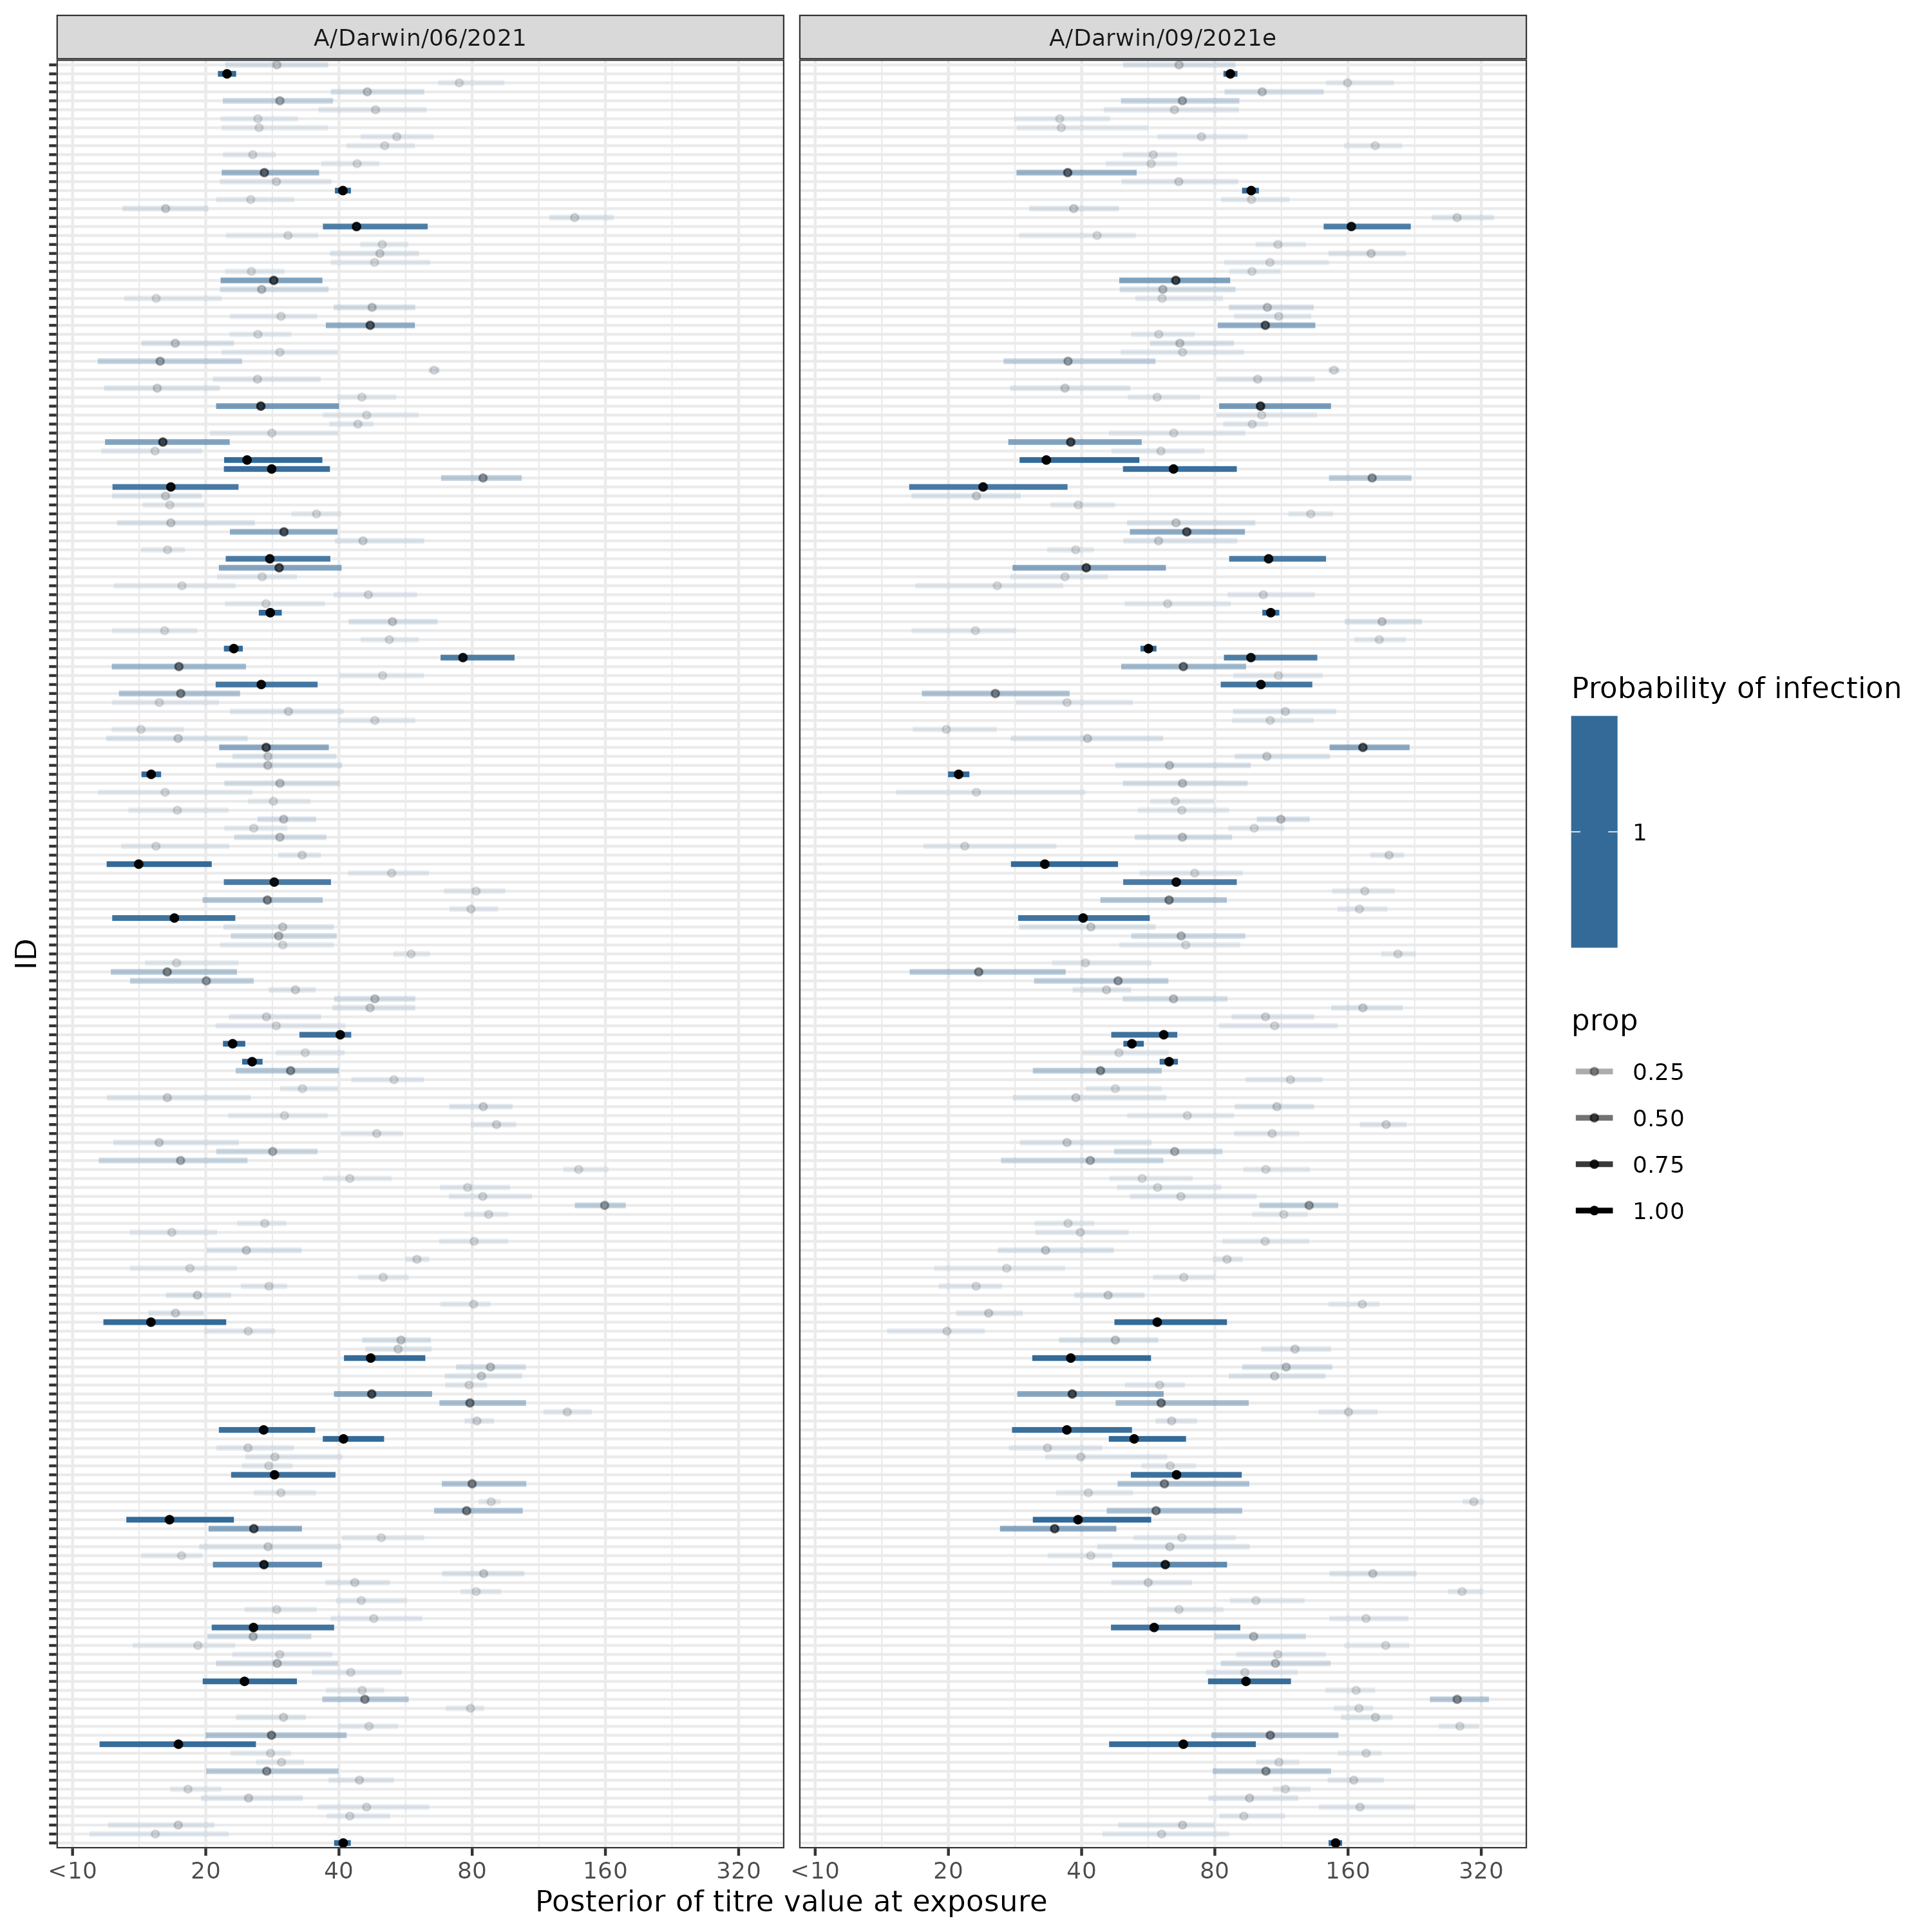 A/Darwin/06/2021
A/Darwin/09/2021e
ID
<10 20 40 80 160 320
<10 20 40 80 160 320
Posterior of titre value at exposure
Probability of infection
1
prop
0.25
0.50
0.75
1.00